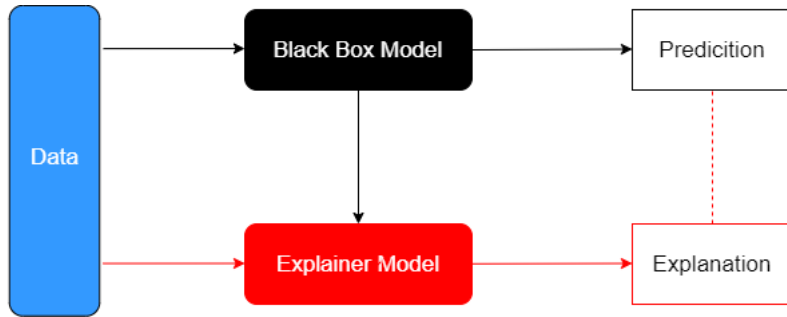 Black Box Model
Predicition
Data
Explainer Model
Explanation